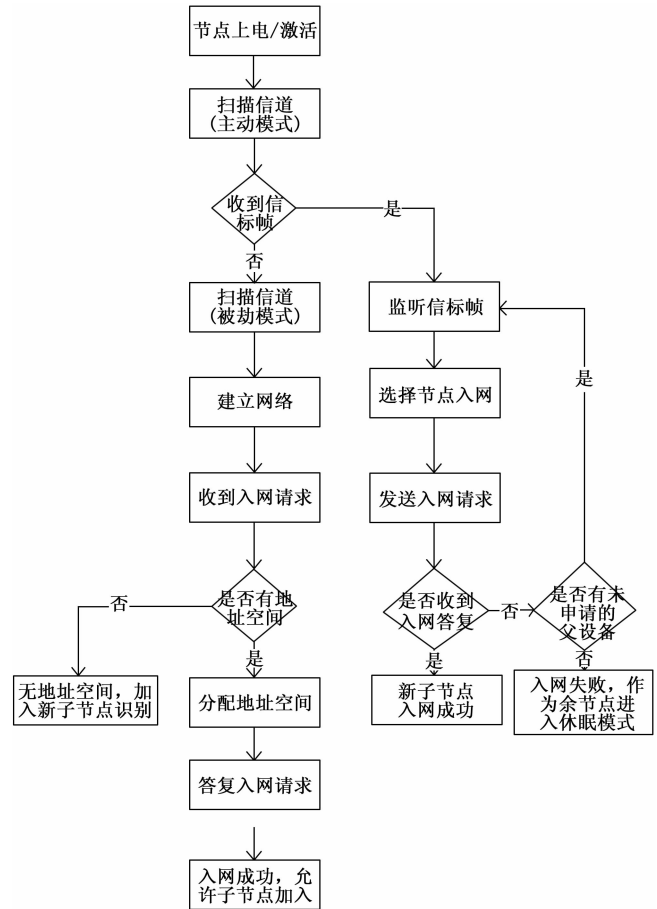 节点上电/激活
扫描信道
(主动模式)
收到信
标帧
是
否
扫描信道
(被劫模式)
监听信标帧
建立网络
选择节点入网
是
收到入网请求
发送入网请求
是否有地
址空间
否
是否收到
入网答复
否
是否有未
申请的
父设备
是
是
否
无地址空间，加
入新子节点识别
分配地址空间
新子节点
入网成功
入网失败，作
为余节点进
入休眠模式
答复入网请求
入网成功，允
许子节点加入